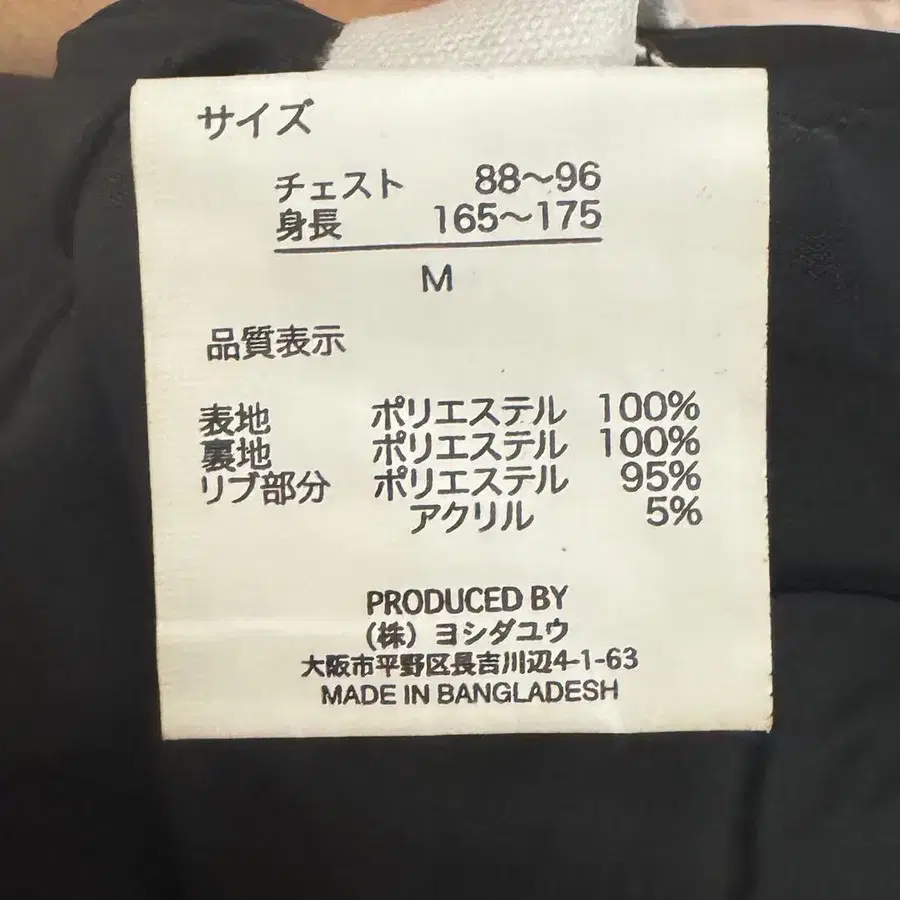 サイズ
チェスト 88~96
身長 165~175
M
品質表示
表地 ポリエステル 100%
裏地 ポリエステル 100%
リブ部分 ポリエステル 95%
アクリル 5%
PRODUCED BY
(株) ヨシダユウ
大阪市平野区長吉川辺4-1-63
MADE IN BANGLADESH